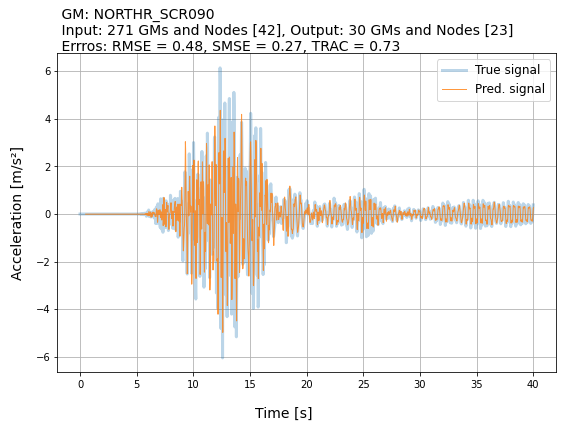 GM: NORTHR_SCR090
Input: 271 GMs and Nodes [42], Output: 30 GMs and Nodes [23]
Errros: RMSE = 0.48, SMSE = 0.27, TRAC = 0.73
True signal
Pred. signal
6
4
2
0
−2
−4
−6
Acceleration [m/s²]
0 5 10 15 20 25 30 35 40
Time [s]